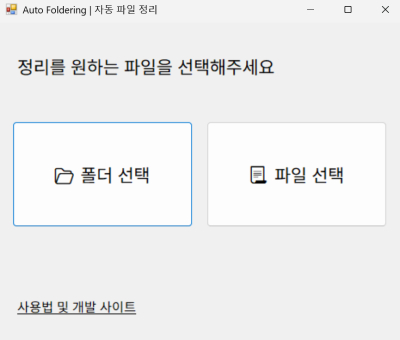 Auto Foldering | 자동 파일 정리
정리를 원하는 파일을 선택해주세요
폴더 선택
파일 선택
사용법 및 개발 사이트